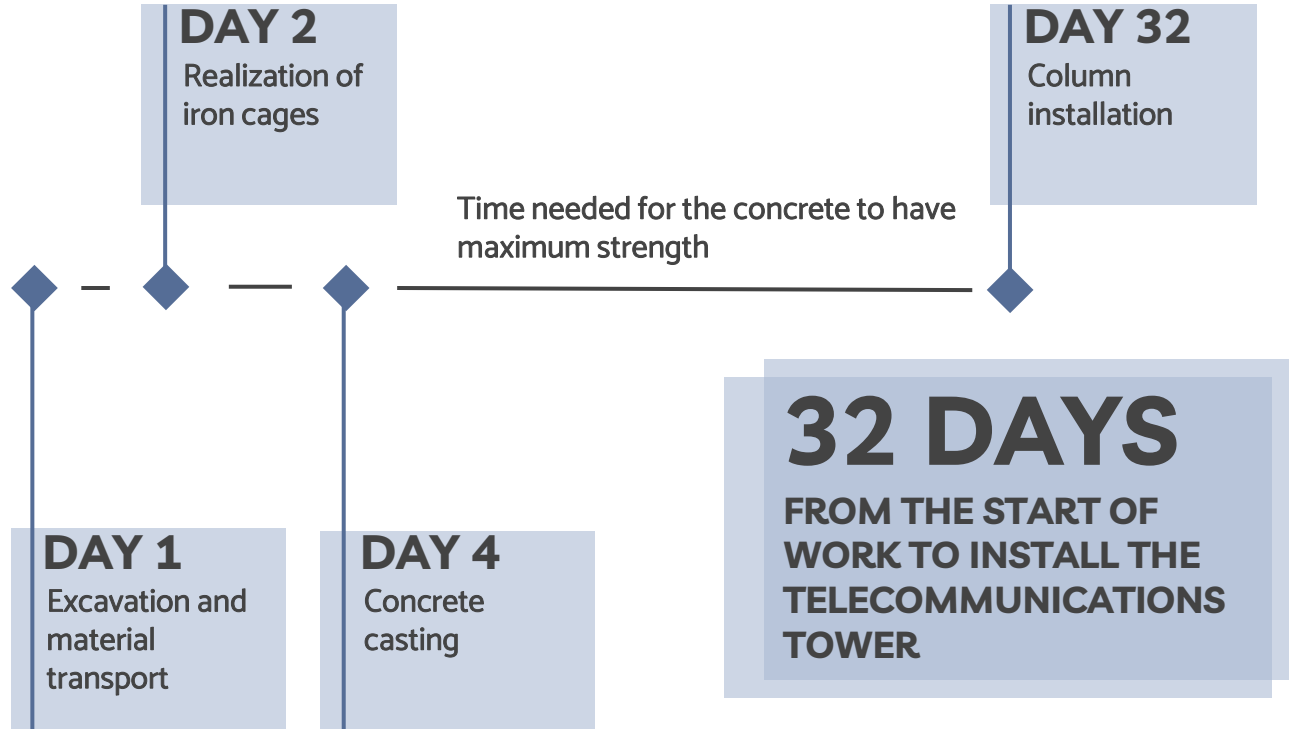 DAY 2
Realization of
iron cages
DAY 32
Column
installation
Time needed for the concrete to have
maximum strength
DAY 1
Excavation and
material
transport
DAY 4
Concrete
casting
32 DAYS
FROM THE START OF
WORK TO INSTALL THE
TELECOMMUNICATIONS
TOWER